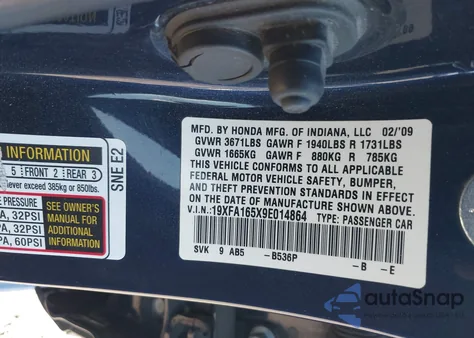 MFD. BY HONDA MFG. OF INDIANA, LLC 02/'09
GVWR 3671LBS GAWR F 1940LBS R 1731LBS
GVWR 1665KG GAWR F 880KG R 785KG
THIS VEHICLE CONFORMS TO ALL APPLICABLE
FEDERAL MOTOR VEHICLE SAFETY, BUMPER,
AND THEFT PREVENTION STANDARDS IN EFFECT
ON THE DATE OF MANUFACTURE SHOWN ABOVE.
V.I.N.:19XFA165X9E014864 TYPE: PASSENGER CAR
SVK 9 AB5 -B536P -B -E
INFORMATION
5 FRONT 2 REAR 3
never exceed 385kg or 850lbs.
PRESSURE
32PSI
32PSI
60PSI
SEE OWNER'S
MANUAL FOR
ADDITIONAL
INFORMATION
SNE E2
autoSnap